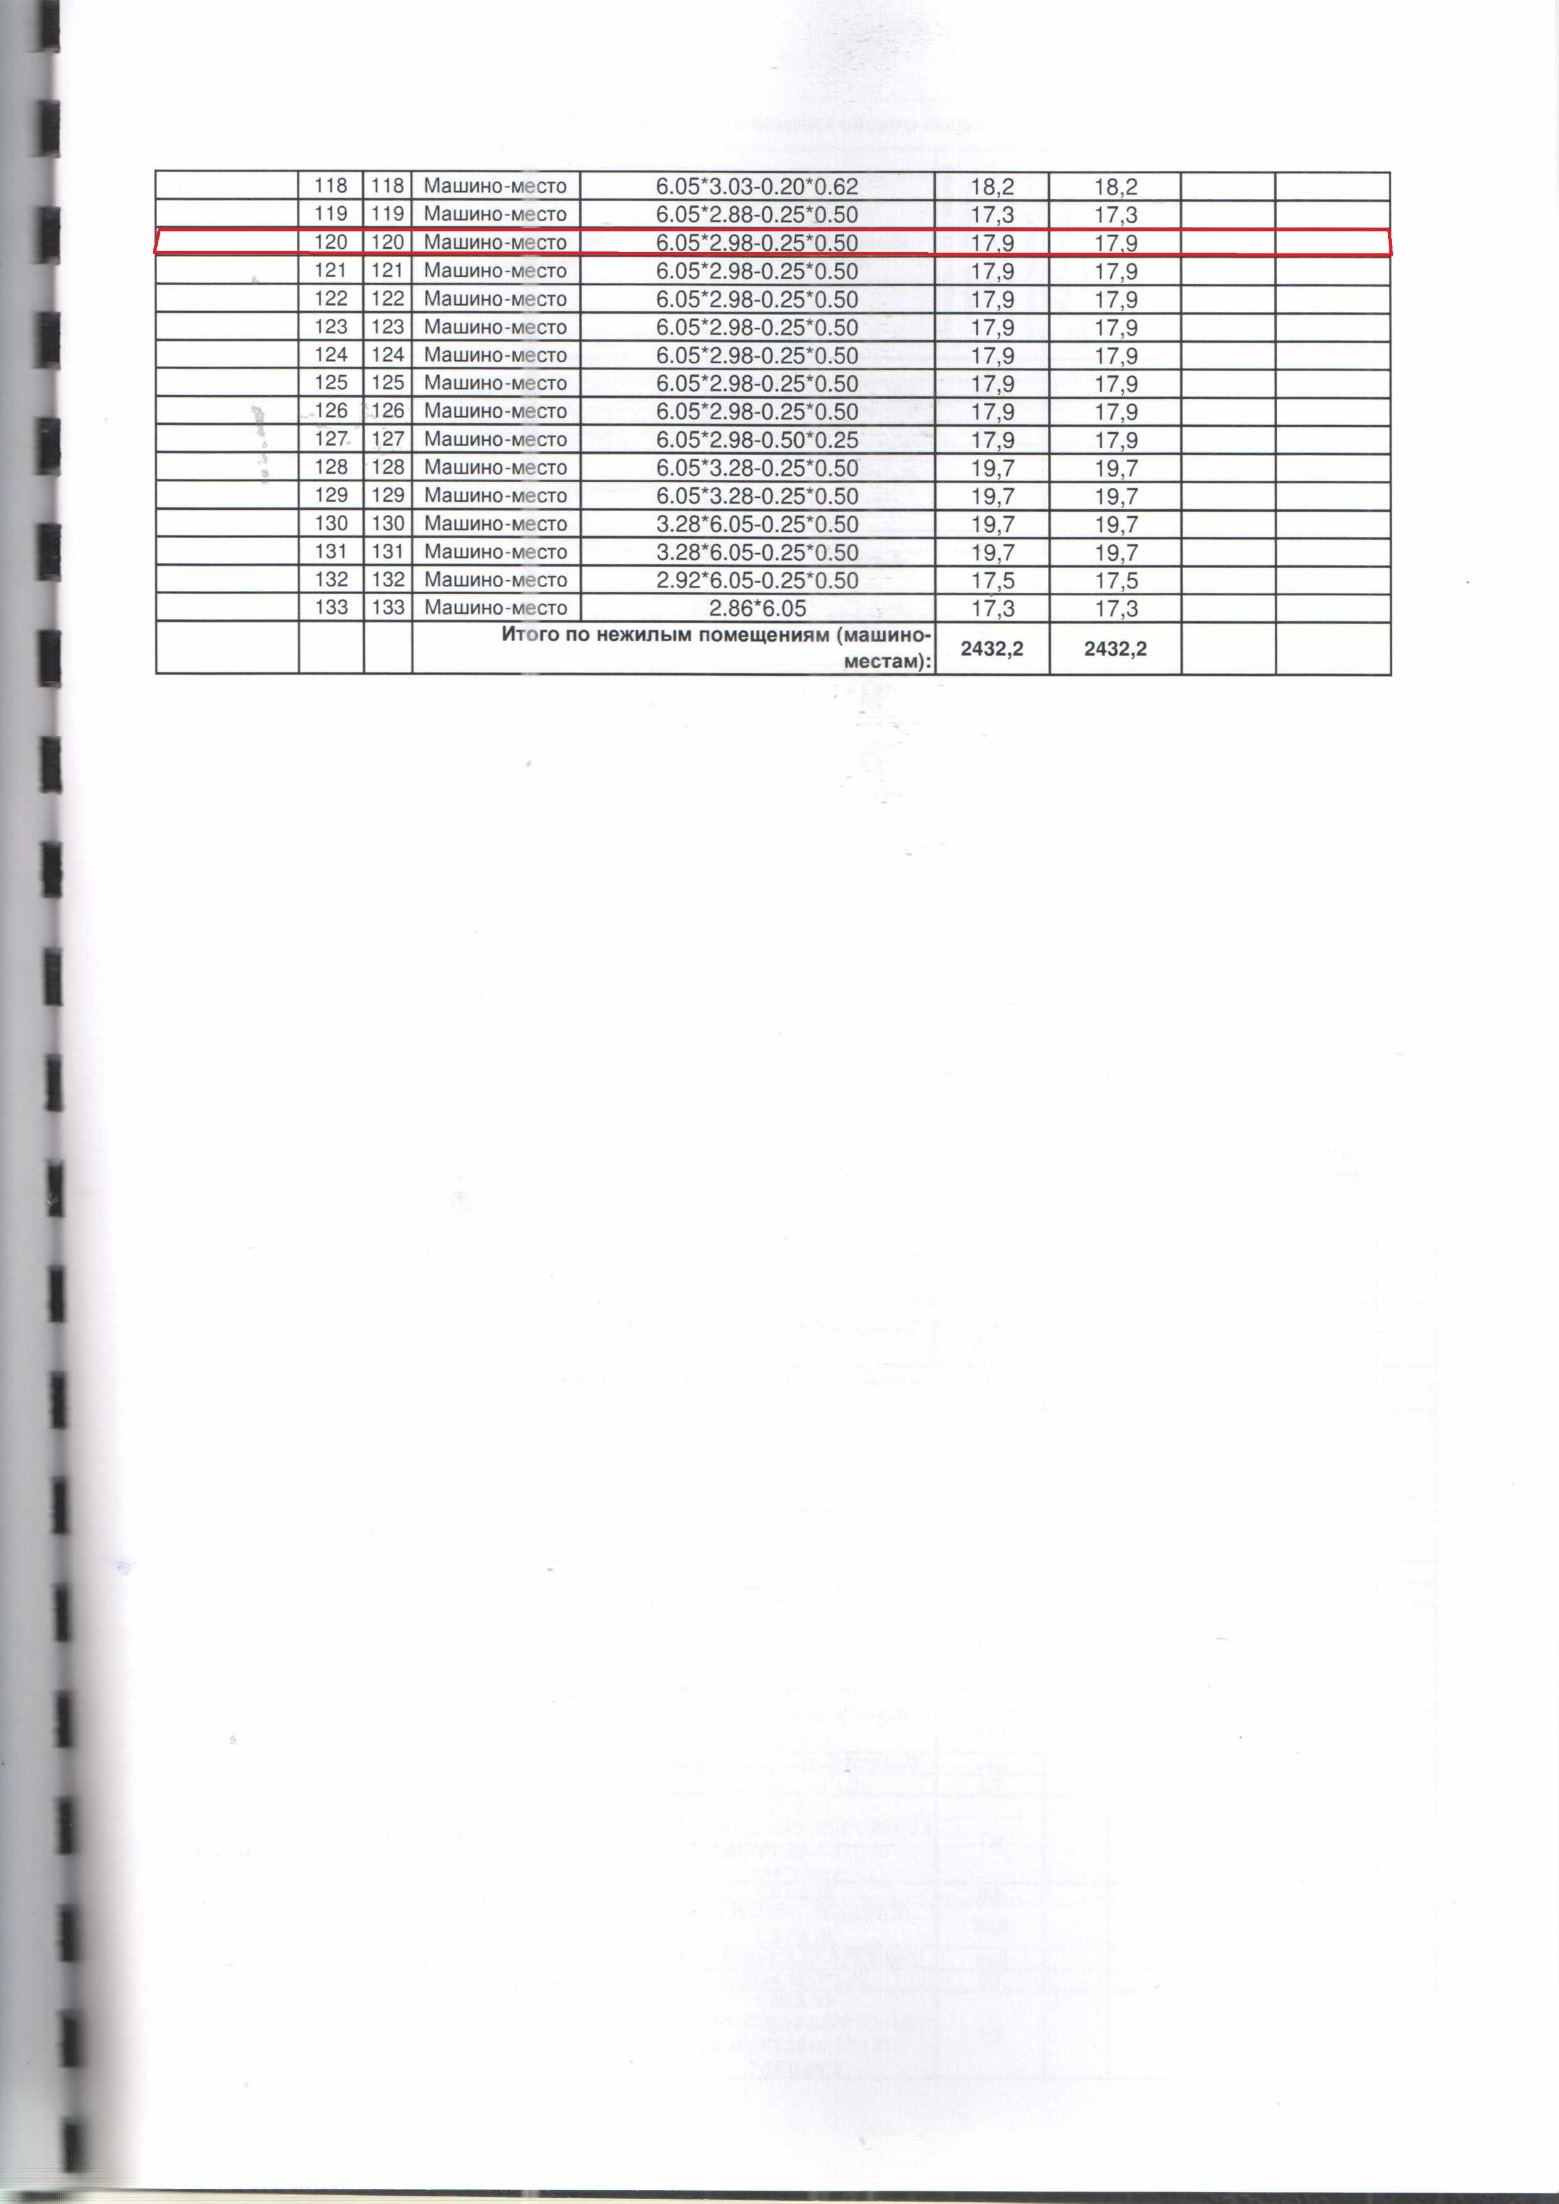 118 118 Машино-место 6.05*3.03-0.20*0.62 18,2 18,2
119 119 Машино-место 6.05*2.88-0.25*0.50 17,3 17,3
120 120 Машино-место 6.05*2.98-0.25*0.50 17,9 17,9
121 121 Машино-место 6.05*2.98-0.25*0.50 17,9 17,9
122 122 Машино-место 6.05*2.98-0.25*0.50 17,9 17,9
123 123 Машино-место 6.05*2.98-0.25*0.50 17,9 17,9
124 124 Машино-место 6.05*2.98-0.25*0.50 17,9 17,9
125 125 Машино-место 6.05*2.98-0.25*0.50 17,9 17,9
126 126 Машино-место 6.05*2.98-0.25*0.50 17,9 17,9
127 127 Машино-место 6.05*2.98-0.50*0.25 17,9 17,9
128 128 Машино-место 6.05*3.28-0.25*0.50 19,7 19,7
129 129 Машино-место 6.05*3.28-0.25*0.50 19,7 19,7
130 130 Машино-место 3.28*6.05-0.25*0.50 19,7 19,7
131 131 Машино-место 3.28*6.05-0.25*0.50 19,7 19,7
132 132 Машино-место 2.92*6.05-0.25*0.50 17,5 17,5
133 133 Машино-место 2.86*6.05 17,3 17,3
Итого по нежилым помещениям (машино-
местам): 2432,2 2432,2